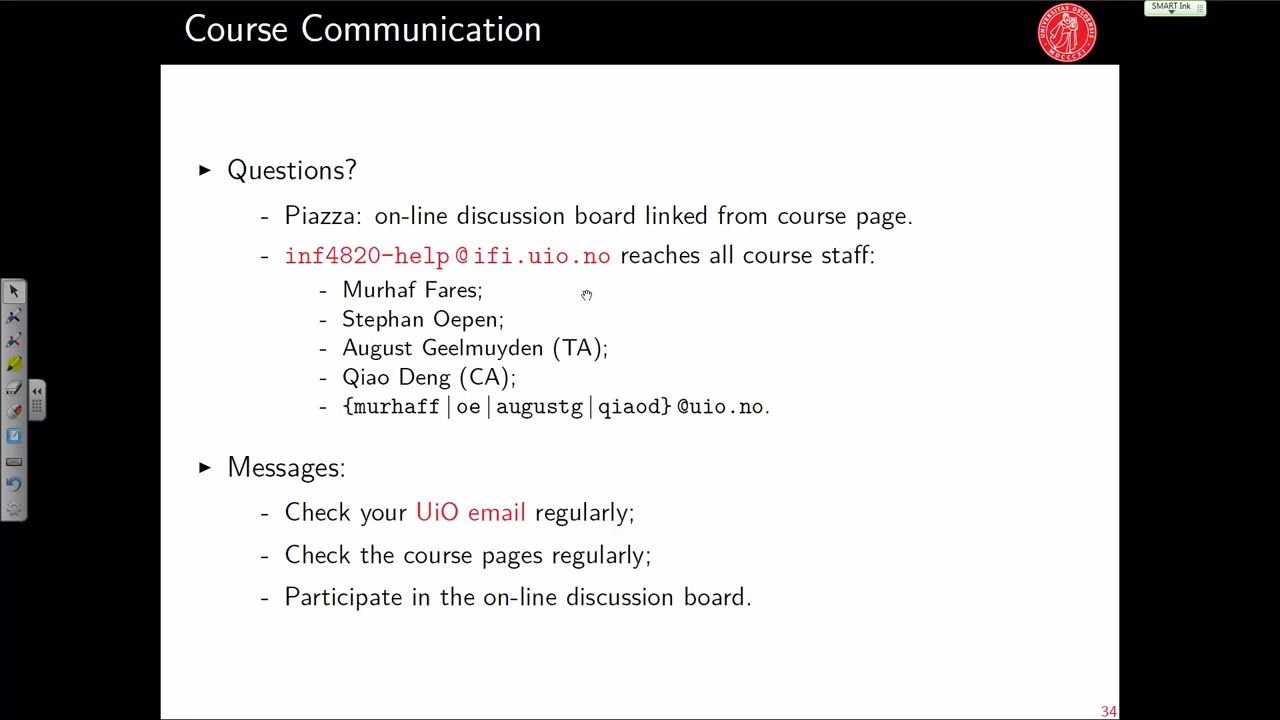 Course Communication
SMART Ink
UNIVERSITAS OSLOENSIS
MDCCCXI
▶ Questions?
- Piazza: on-line discussion board linked from course page.
- inf4820-help@ifi.uio.no reaches all course staff:
- Murhaf Fares;
- Stephan Oepen;
- August Geelmuyden (TA);
- Qiao Deng (CA);
- {murhaff|oe|augustg|qiaod}@uio.no.
▶ Messages:
- Check your UiO email regularly;
- Check the course pages regularly;
- Participate in the on-line discussion board.
34